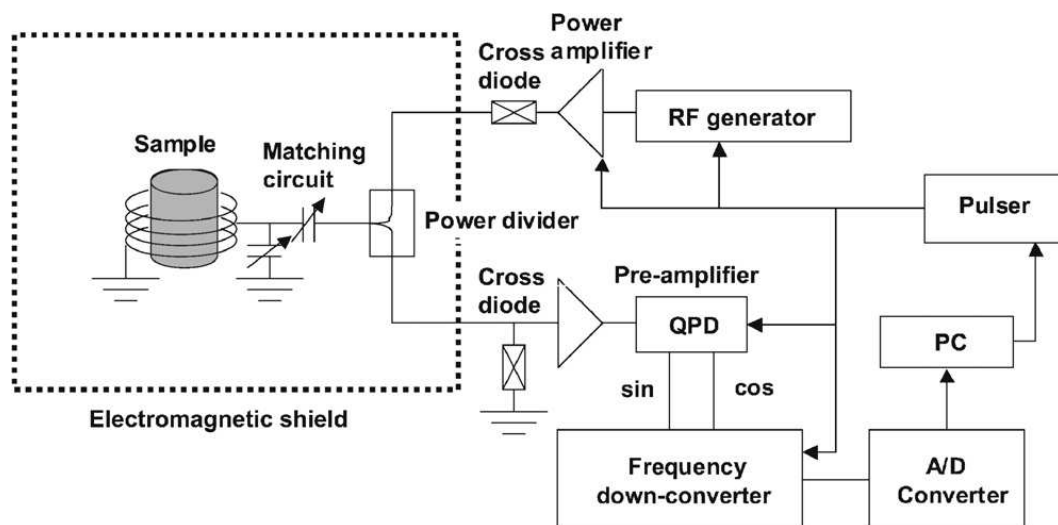 Power
amplifier
Cross
diode
RF generator
Sample
Matching
circuit
Power divider
Pulser
Cross
diode
Pre-amplifier
QPD
PC
sin
cos
Electromagnetic shield
Frequency
down-converter
A/D
Converter